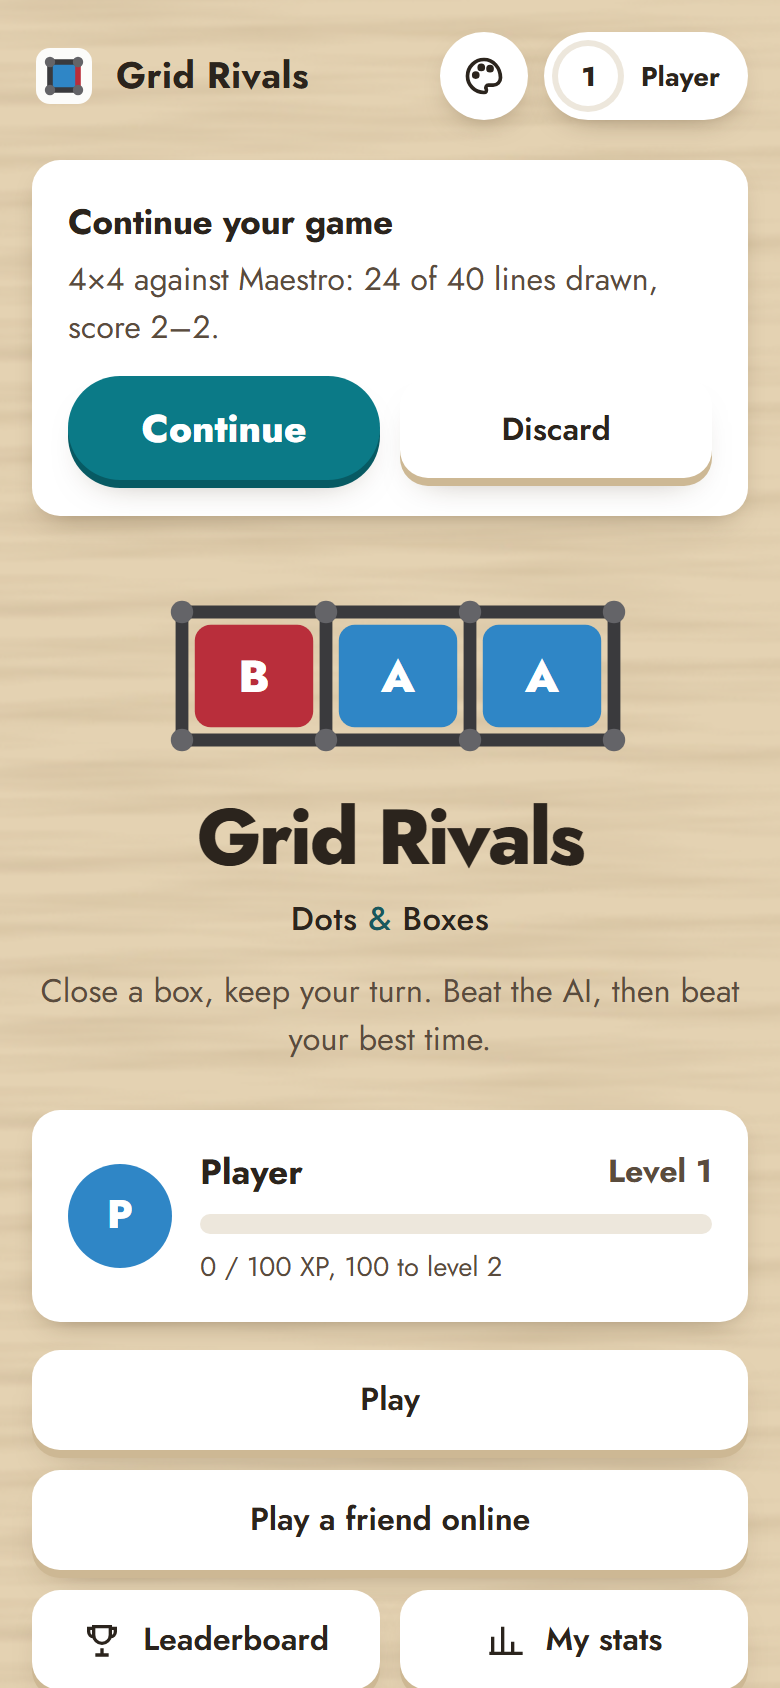 Grid Rivals
1 Player
Continue your game
4×4 against Maestro: 24 of 40 lines drawn,
score 2–2.
Continue
Discard
B A A
Grid Rivals
Dots & Boxes
Close a box, keep your turn. Beat the AI, then beat
your best time.
P
Player
Level 1
0 / 100 XP, 100 to level 2
Play
Play a friend online
Leaderboard
My stats